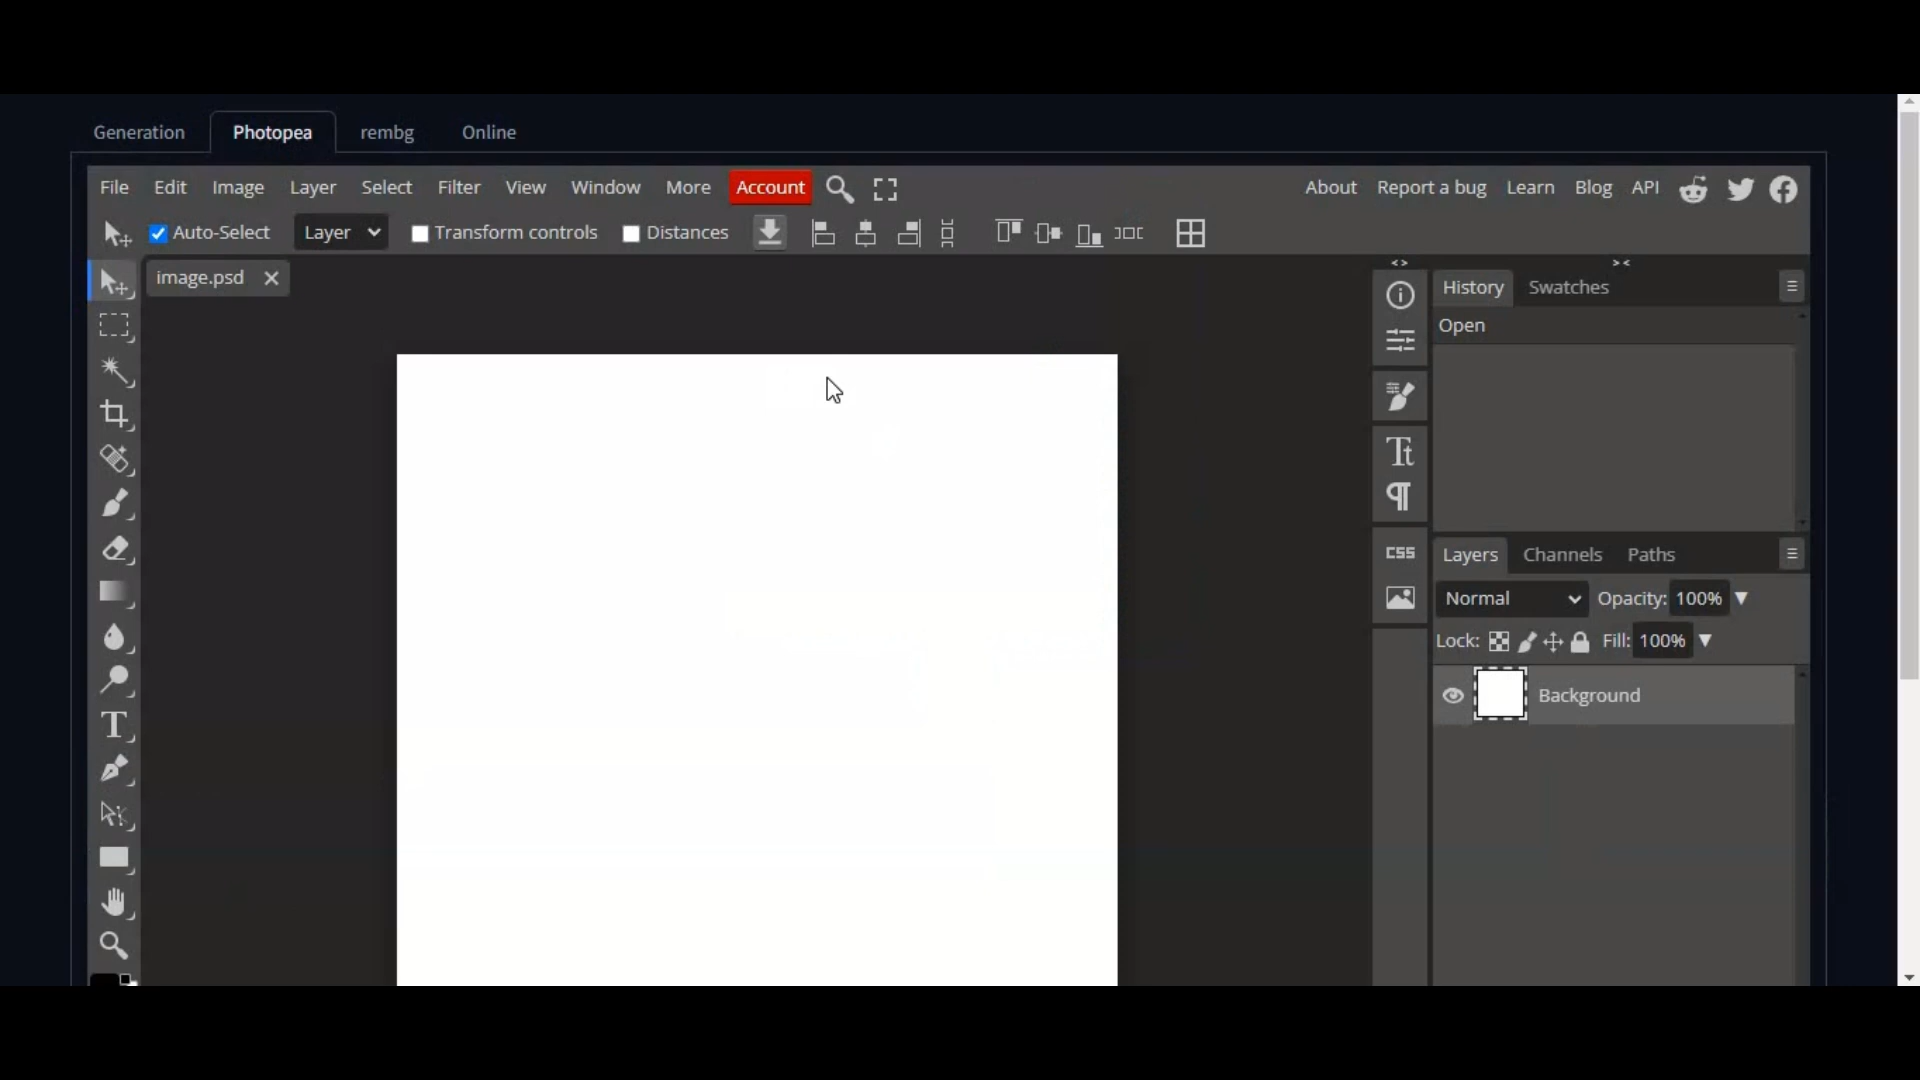 Generation Photopea rembg Online
File Edit Image Layer Select Filter View Window More Account About Report a bug Learn Blog API
Auto-Select Layer Transform controls Distances
image.psd
History Swatches
Open
Tt
CSS
Layers Channels Paths
Normal Opacity: 100%
Lock: Fill: 100%
Background
T